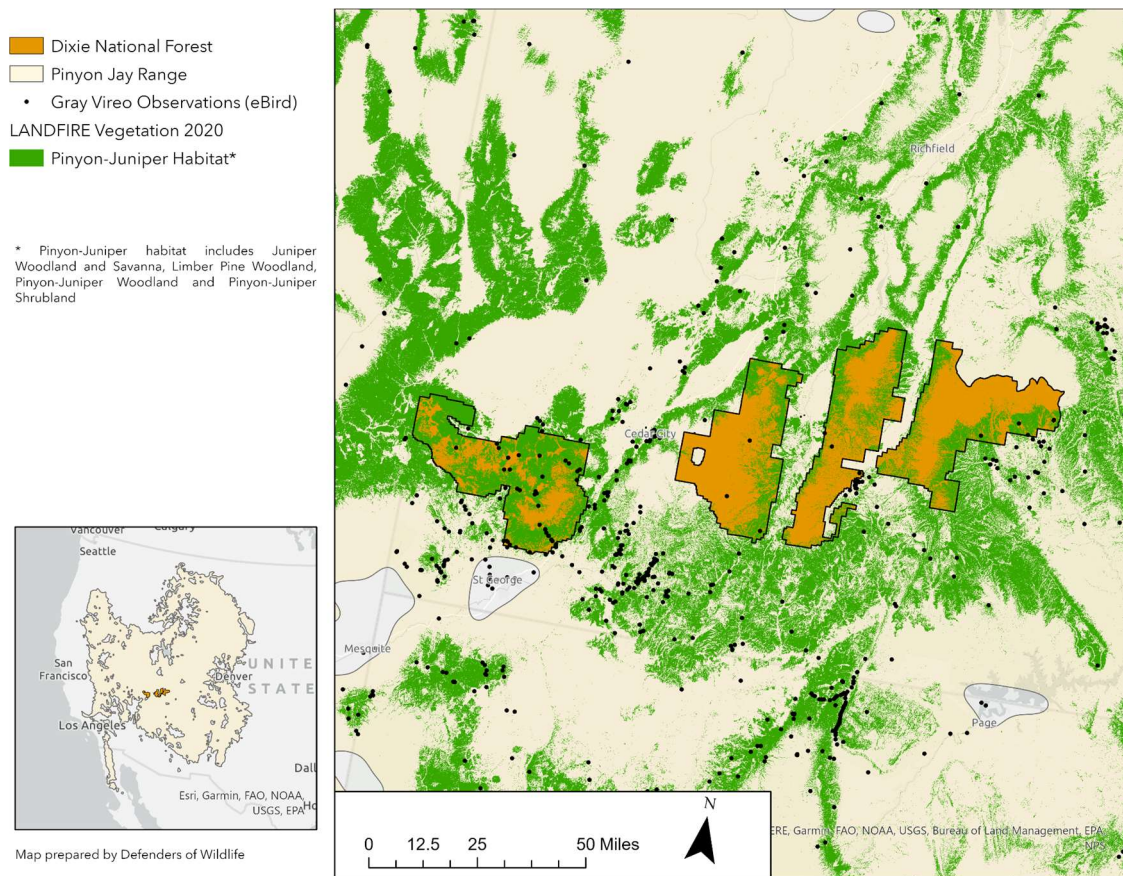 Dixie National Forest
Pinyon Jay Range
Gray Vireo Observations (eBird)
LANDFIRE Vegetation 2020
Pinyon-Juniper Habitat*
* Pinyon-Juniper habitat includes Juniper
Woodland and Savanna, Limber Pine Woodland,
Pinyon-Juniper Woodland and Pinyon-Juniper
Shrubland
Richfield
Cedar City
St George
Mesquite
Page
Vancouver
Calgary
Seattle
San
Francisco
UNITE
STATE
Denver
Los Angeles
Dall
Ho
Esri, Garmin, FAO, NOAA,
USGS, EPA
Map prepared by Defenders of Wildlife
N
0 12.5 25 50 Miles
ERE, Garmin, FAO, NOAA, USGS, Bureau of Land Management, EPA,
NPS